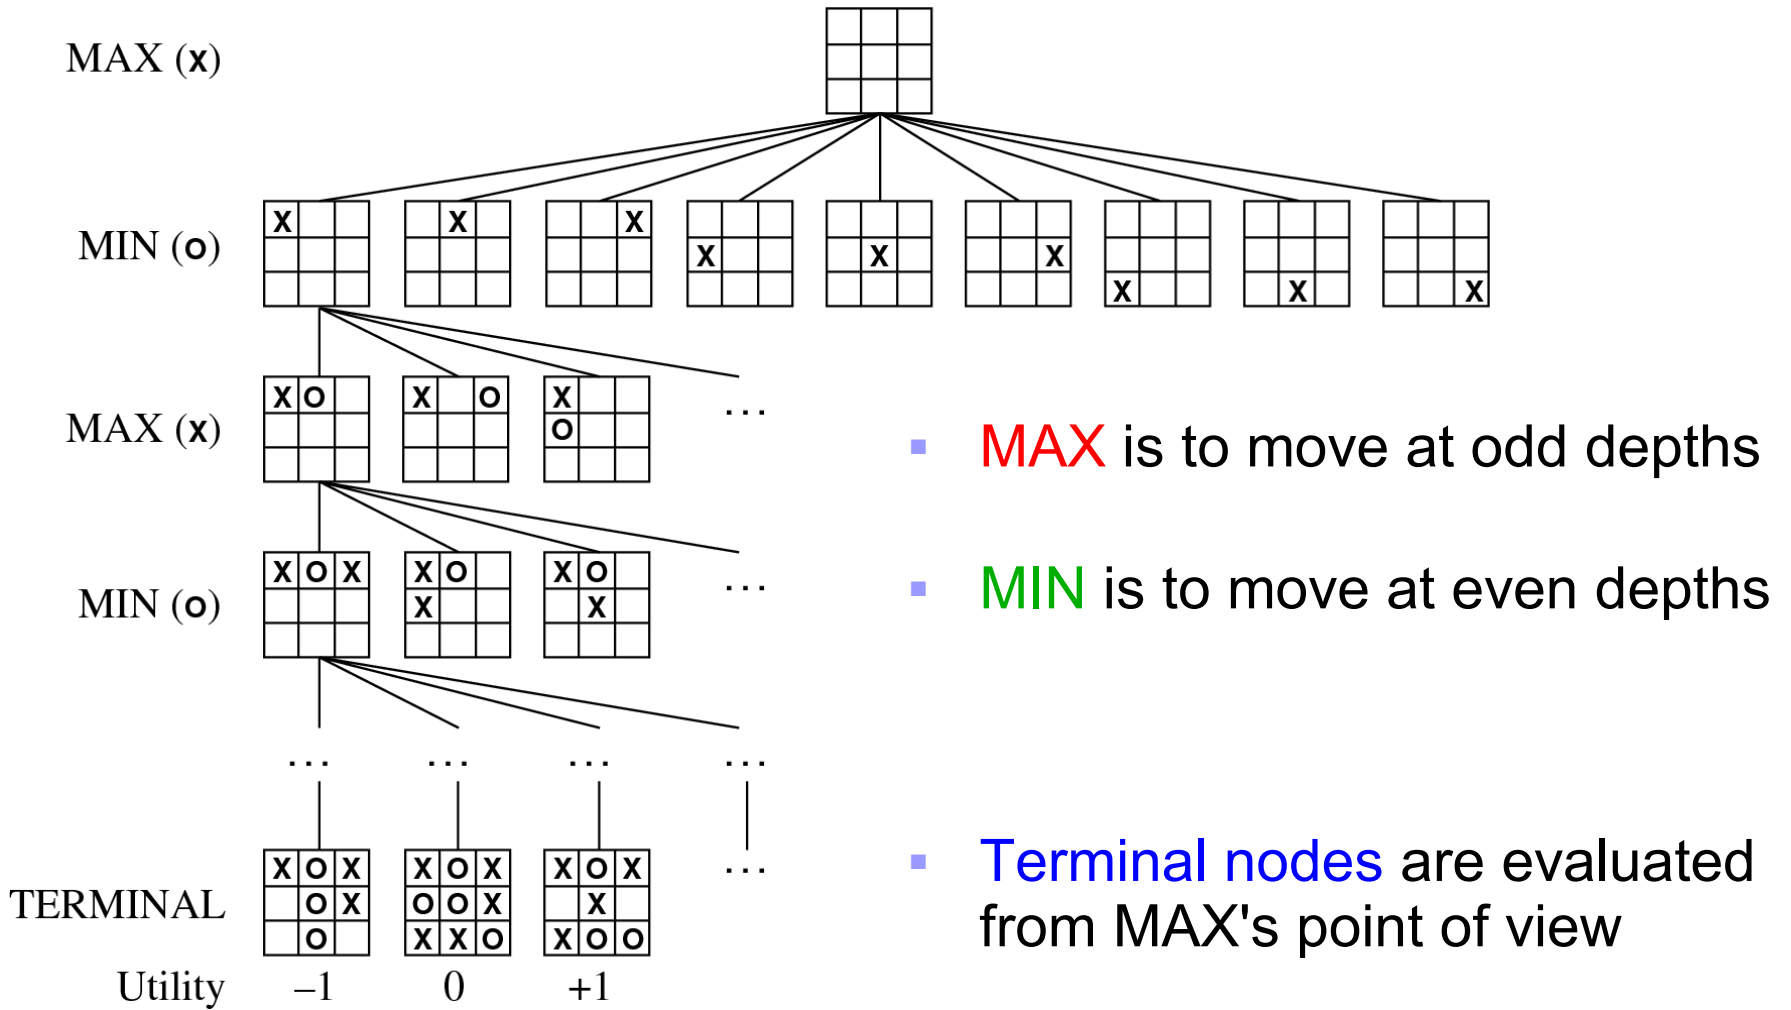 MAX (X)
MIN (O)
X X X X X X X X X
MAX (X)
X O X O X
O
...
MAX is to move at odd depths
MIN (O)
X O X X O X O
X X
...
MIN is to move at even depths
... ... ... ...
TERMINAL
X O X X O X X O X
O X O O X X
O X X O X O O
...
Terminal nodes are evaluated
from MAX's point of view
Utility –1 0 +1